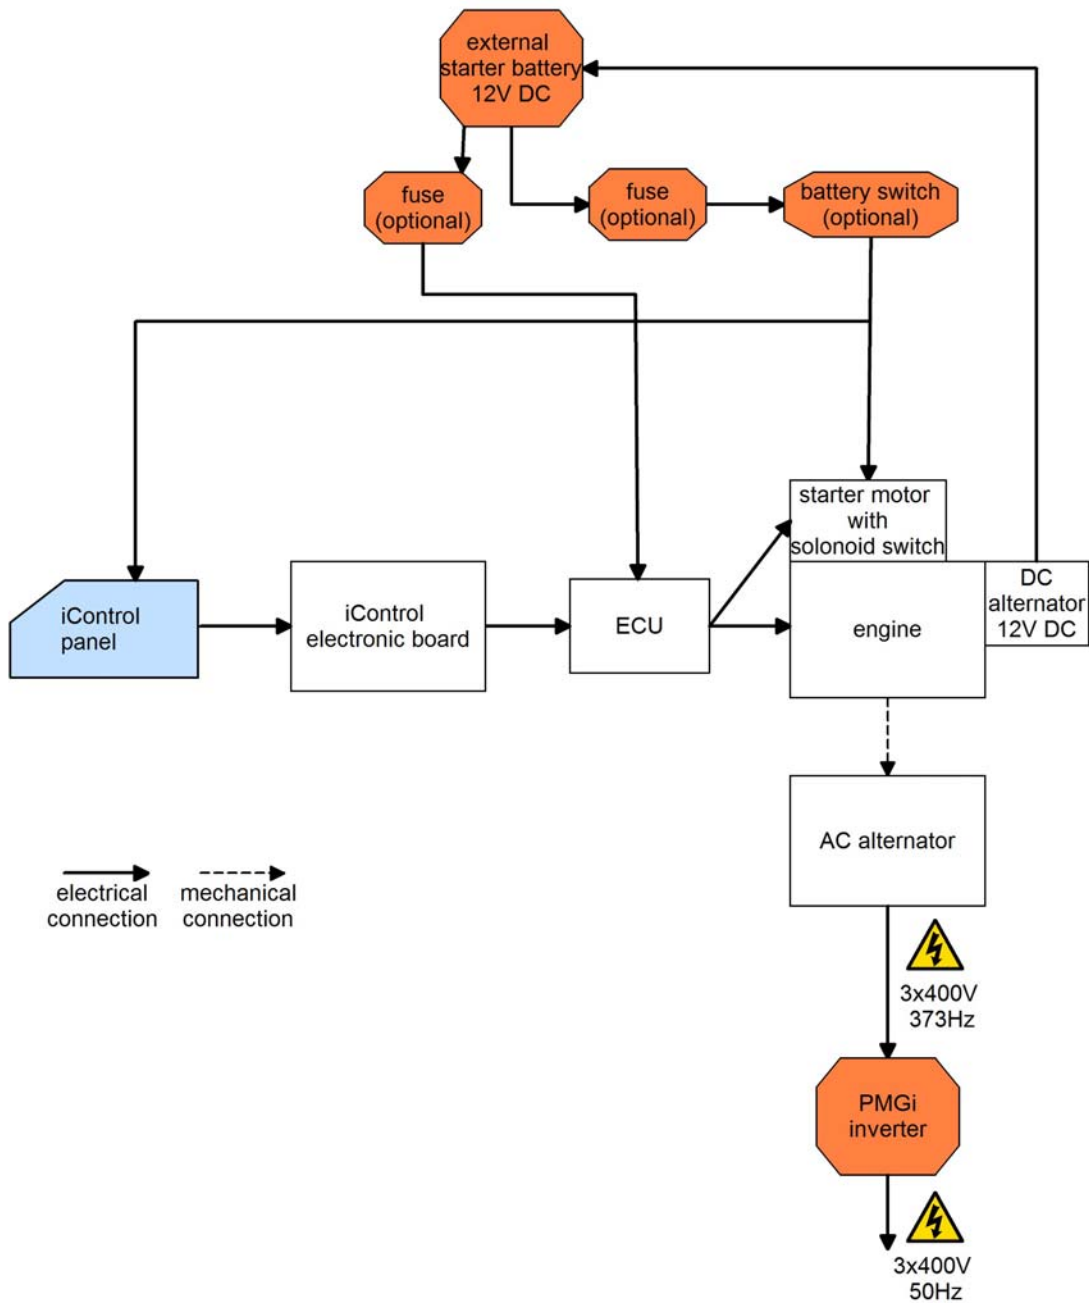 external
starter battery
12V DC
fuse
(optional)
fuse
(optional)
battery switch
(optional)
starter motor
with
solonoid switch
iControl
panel
iControl
electronic board
ECU
engine
DC
alternator
12V DC
AC alternator
electrical
connection
mechanical
connection
3x400V
373Hz
PMGi
inverter
3x400V
50Hz